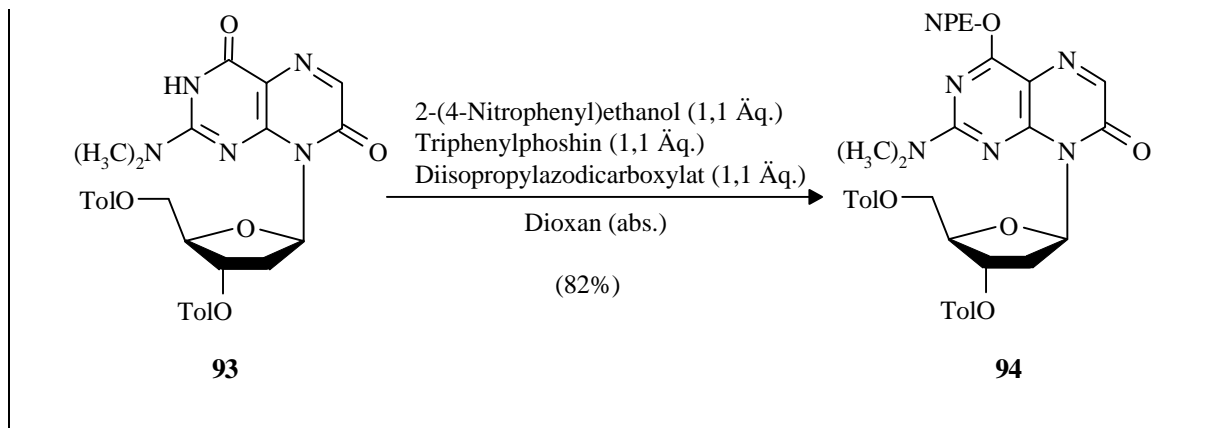 O
HN
N
(H₃C)₂N
N
N
O
TolO
O
TolO
93
2-(4-Nitrophenyl)ethanol (1,1 Äq.)
Triphenylphoshin (1,1 Äq.)
Diisopropylazodicarboxylat (1,1 Äq.)
Dioxan (abs.)
(82%)
NPE-O
N
N
(H₃C)₂N
N
N
O
TolO
O
TolO
94